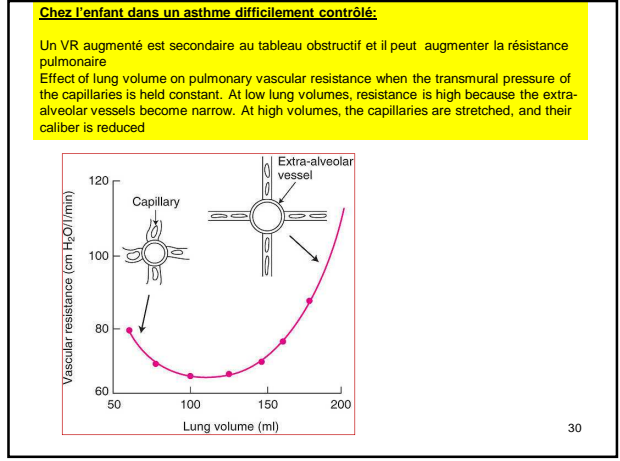 Chez l'enfant dans un asthme difficilement contrôlé:
Un VR augmenté est secondaire au tableau obstructif et il peut augmenter la résistance
pulmonaire
Effect of lung volume on pulmonary vascular resistance when the transmural pressure of
the capillaries is held constant. At low lung volumes, resistance is high because the extra-
alveolar vessels become narrow. At high volumes, the capillaries are stretched, and their
caliber is reduced
Extra-alveolar
vessel
Capillary
Vascular resistance (cm H₂O/l/min)
120
100
80
60
50
100
150
200
Lung volume (ml)
30